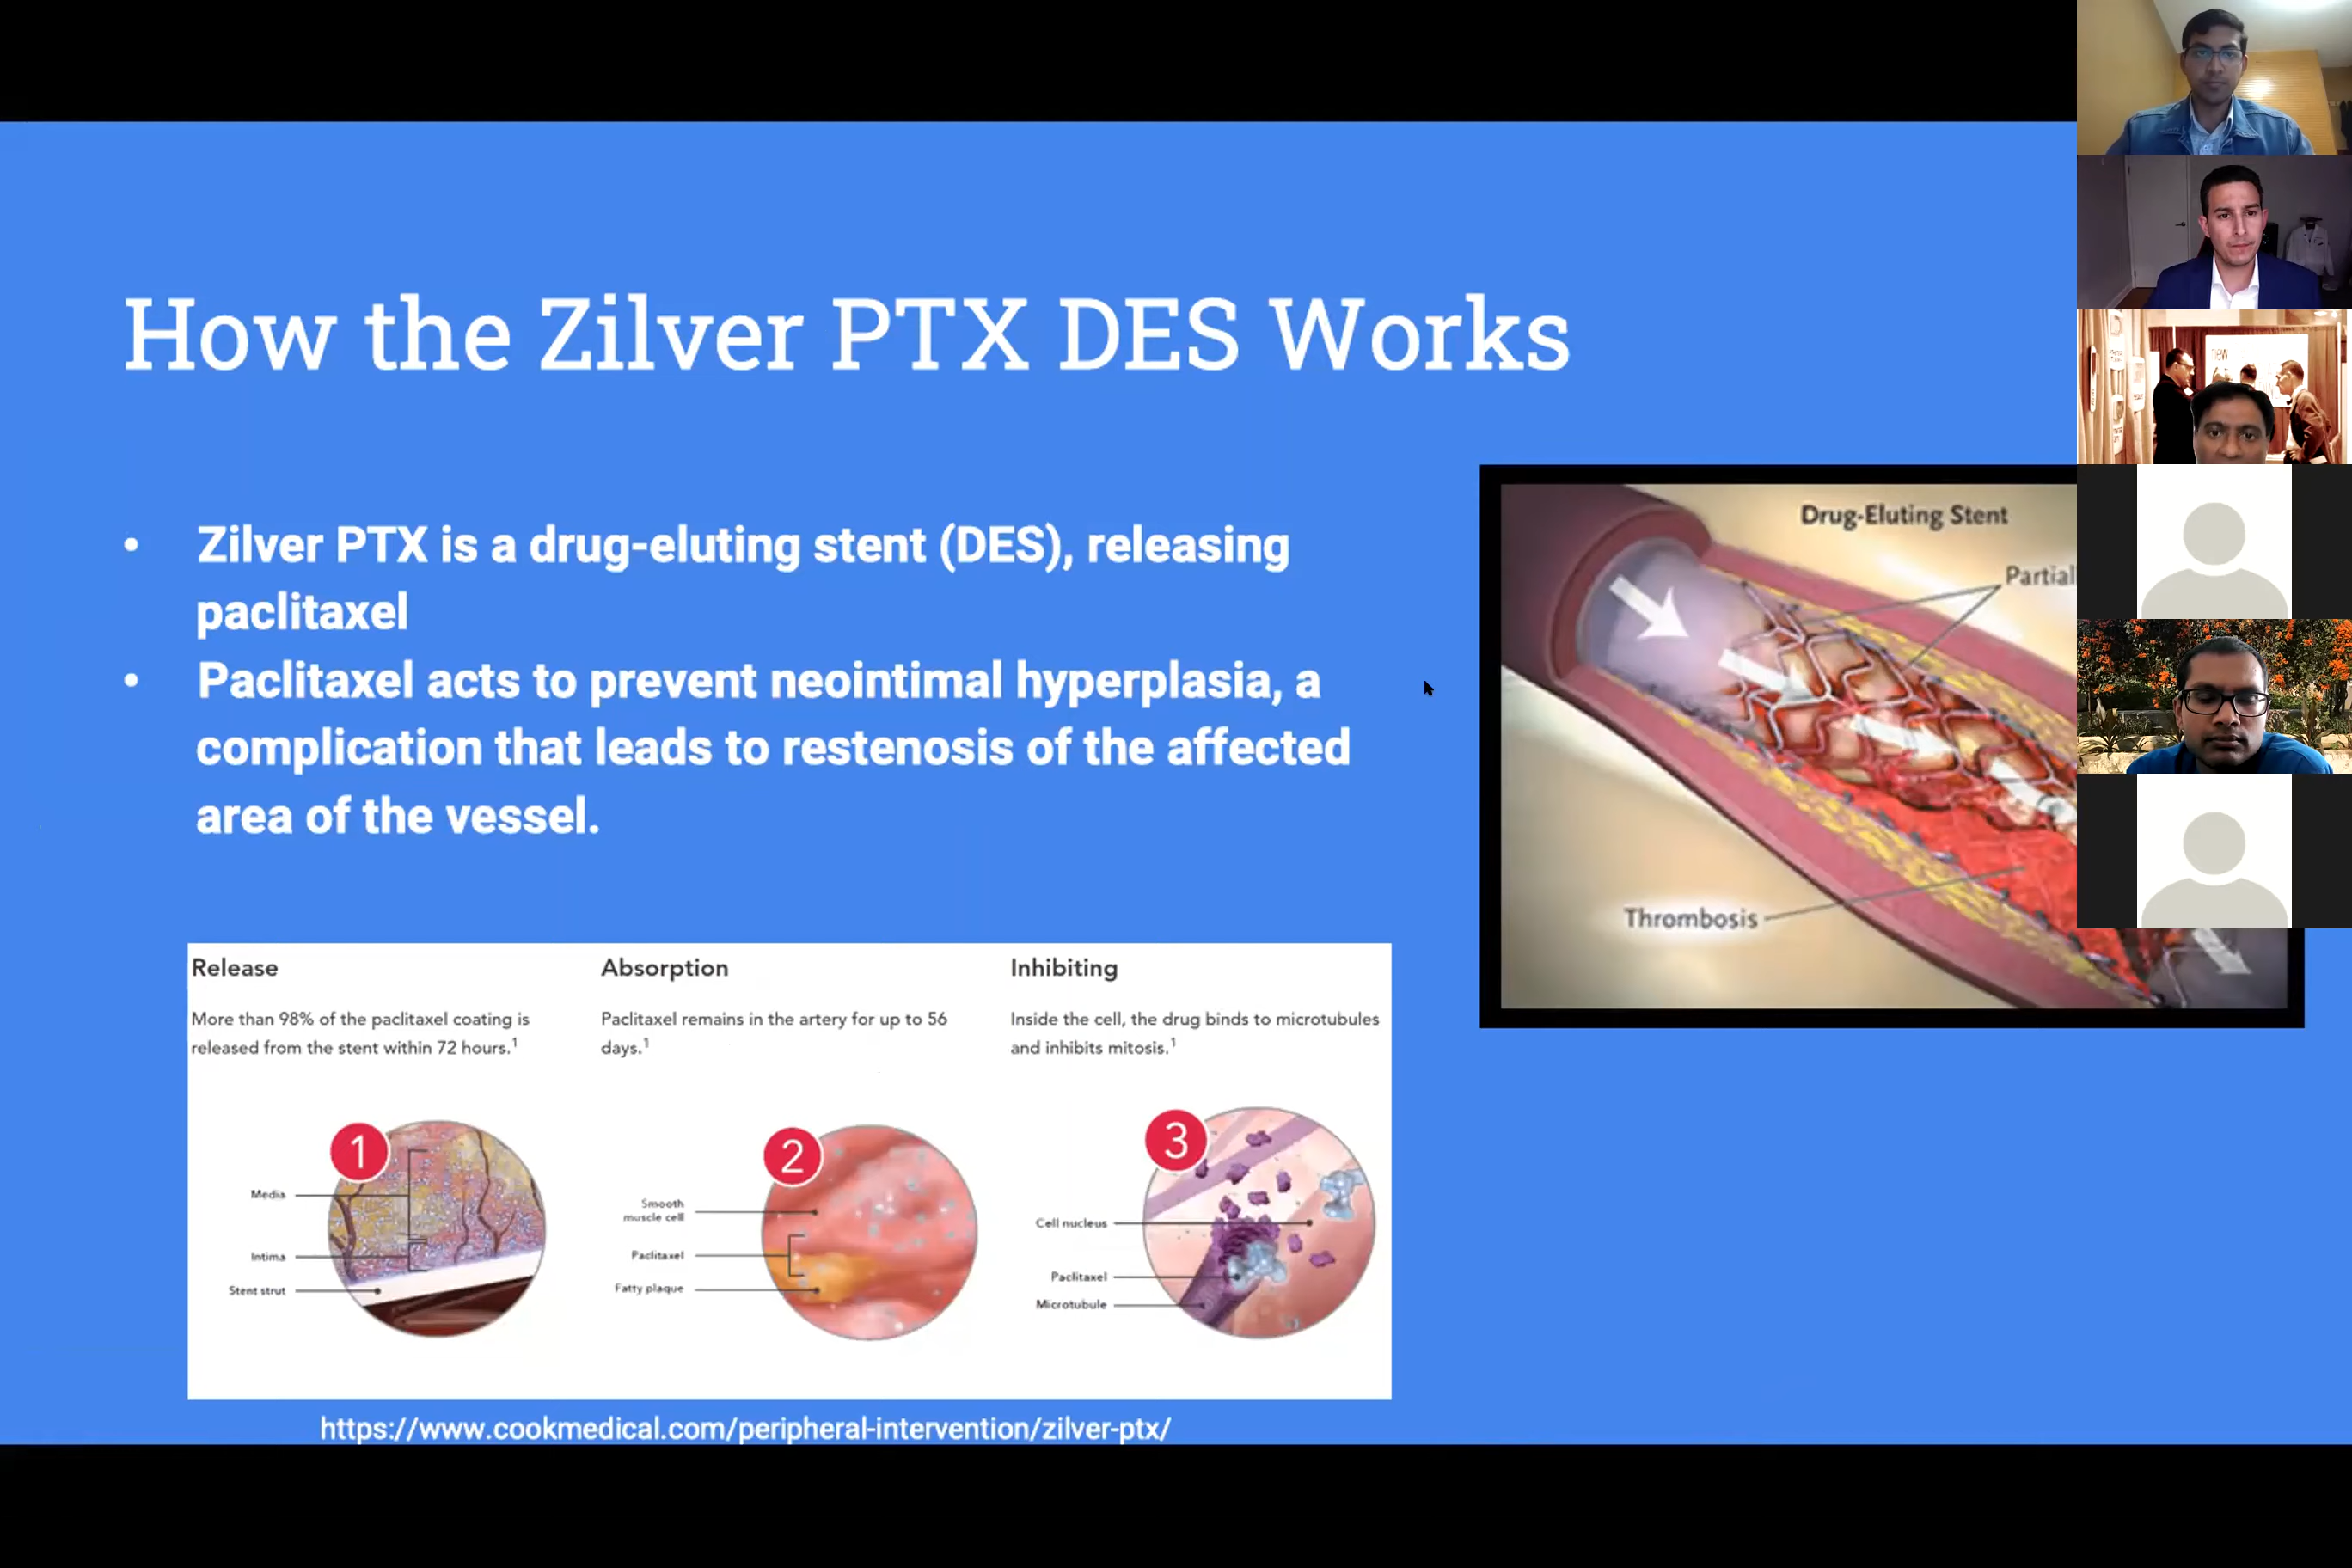 How the Zilver PTX DES Works
• Zilver PTX is a drug-eluting stent (DES), releasing
paclitaxel
• Paclitaxel acts to prevent neointimal hyperplasia, a
complication that leads to restenosis of the affected
area of the vessel.
Drug-Eluting Stent
Partial
Thrombosis
Release
More than 98% of the paclitaxel coating is
released from the stent within 72 hours.1
1
Media
Intima
Stent strut
Absorption
Paclitaxel remains in the artery for up to 56
days.1
2
Smooth
muscle cell
Paclitaxel
Fatty plaque
Inhibiting
Inside the cell, the drug binds to microtubules
and inhibits mitosis.1
3
Cell nucleus
Paclitaxel
Microtubule
https://www.cookmedical.com/peripheral-intervention/zilver-ptx/